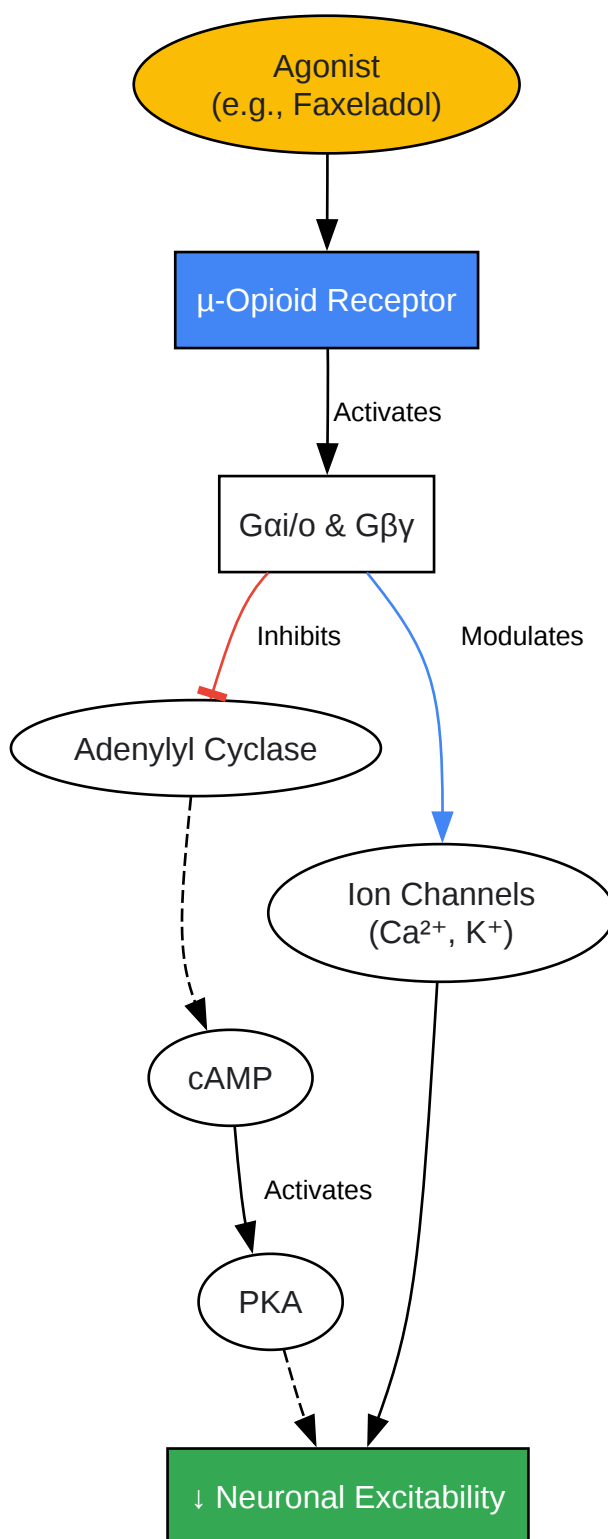 Agonist
(e.g., Faxeladol)
µ-Opioid Receptor
Activates
Gαi/o & Gβγ
Inhibits
Modulates
Adenylyl Cyclase
Ion Channels
(Ca²⁺, K⁺)
cAMP
Activates
PKA
↓ Neuronal Excitability